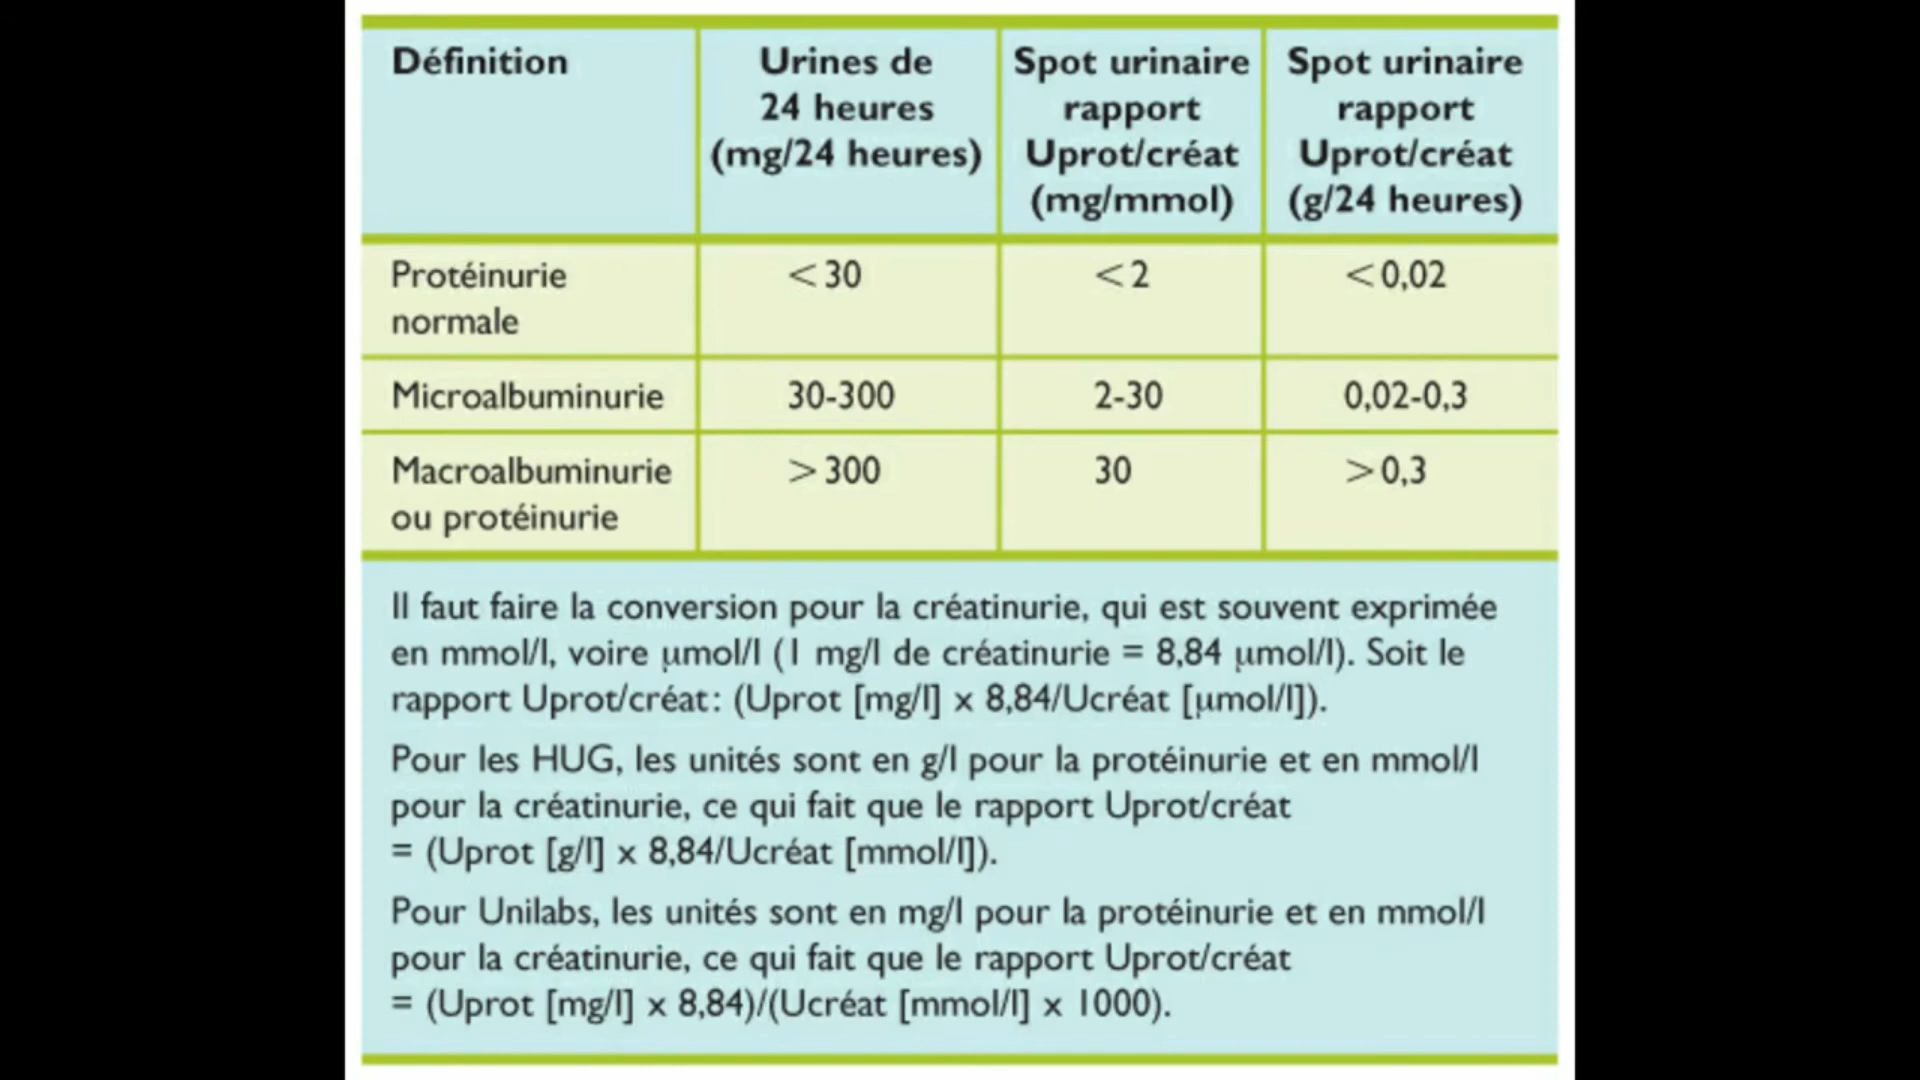 Définition
Urines de
24 heures
(mg/24 heures)
Spot urinaire
rapport
Uprot/créat
(mg/mmol)
Spot urinaire
rapport
Uprot/créat
(g/24 heures)
Protéinurie
normale
< 30
< 2
< 0,02
Microalbuminurie
30-300
2-30
0,02-0,3
Macroalbuminurie
ou protéinurie
> 300
30
> 0,3
Il faut faire la conversion pour la créatinurie, qui est souvent exprimée
en mmol/l, voire µmol/l (1 mg/l de créatinurie = 8,84 µmol/l). Soit le
rapport Uprot/créat: (Uprot [mg/l] x 8,84/Ucréat [µmol/l]).
Pour les HUG, les unités sont en g/l pour la protéinurie et en mmol/l
pour la créatinurie, ce qui fait que le rapport Uprot/créat
= (Uprot [g/l] x 8,84/Ucréat [mmol/l]).
Pour Unilabs, les unités sont en mg/l pour la protéinurie et en mmol/l
pour la créatinurie, ce qui fait que le rapport Uprot/créat
= (Uprot [mg/l] x 8,84)/(Ucréat [mmol/l] x 1000).